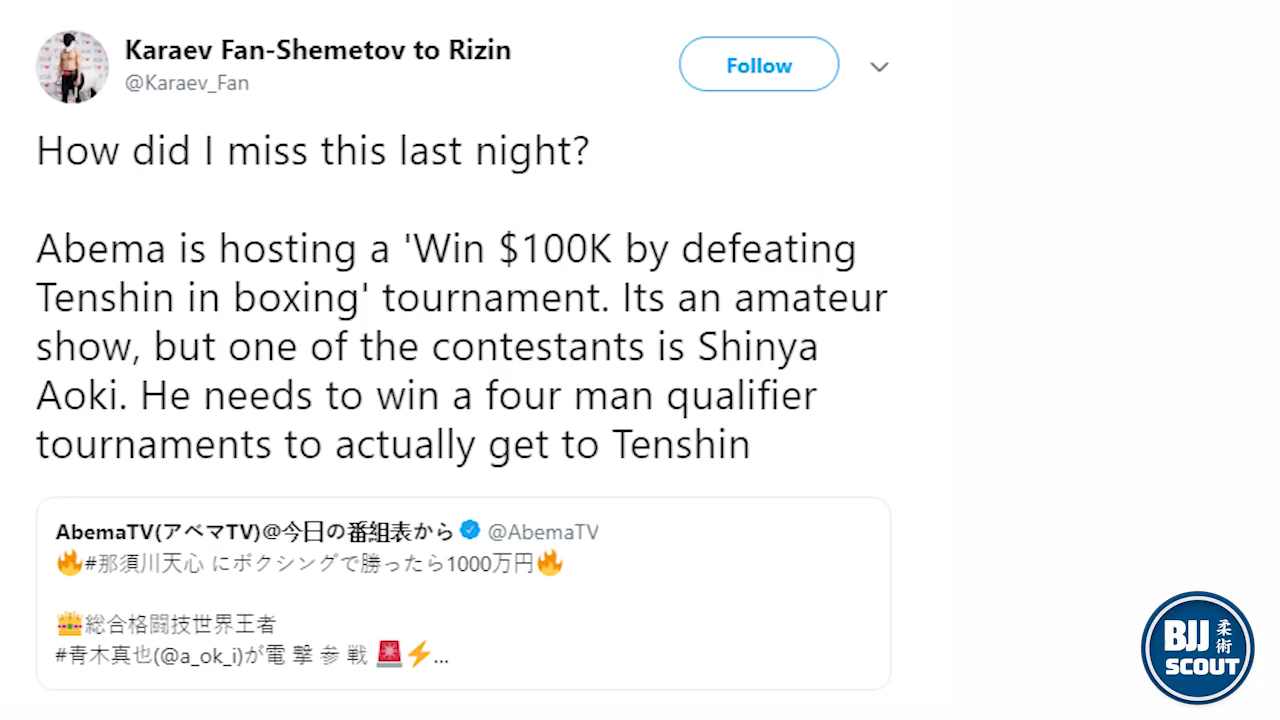 Karaev Fan-Shemetov to Rizin
@Karaev_Fan
Follow
How did I miss this last night?
Abema is hosting a 'Win $100K by defeating
Tenshin in boxing' tournament. Its an amateur
show, but one of the contestants is Shinya
Aoki. He needs to win a four man qualifier
tournaments to actually get to Tenshin
AbemaTV(アベマTV)@今日の番組表から @AbemaTV
🔥#那須川天心 にボクシングで勝ったら1000万円🔥
👑総合格闘技世界王者
#青木真也(@a_ok_i)が電 撃 参 戦 🚨⚡...
BJJ 柔術
SCOUT